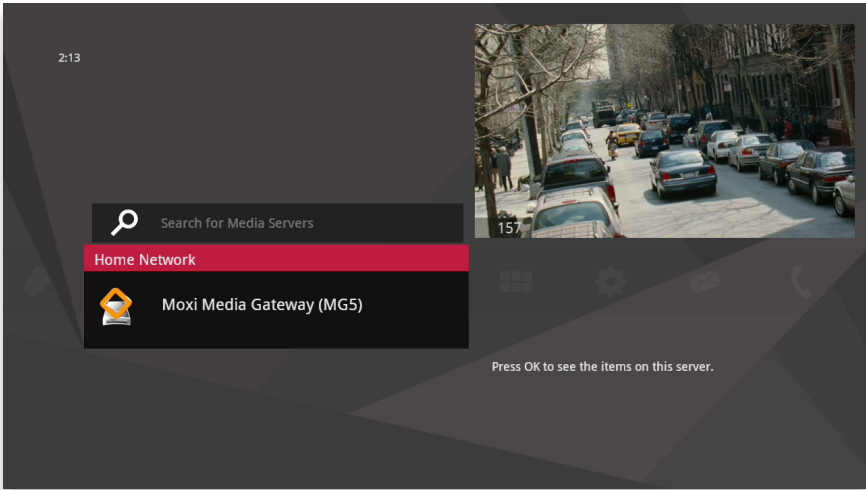 2:13
Search for Media Servers
157
Home Network
Moxi Media Gateway (MG5)
Press OK to see the items on this server.